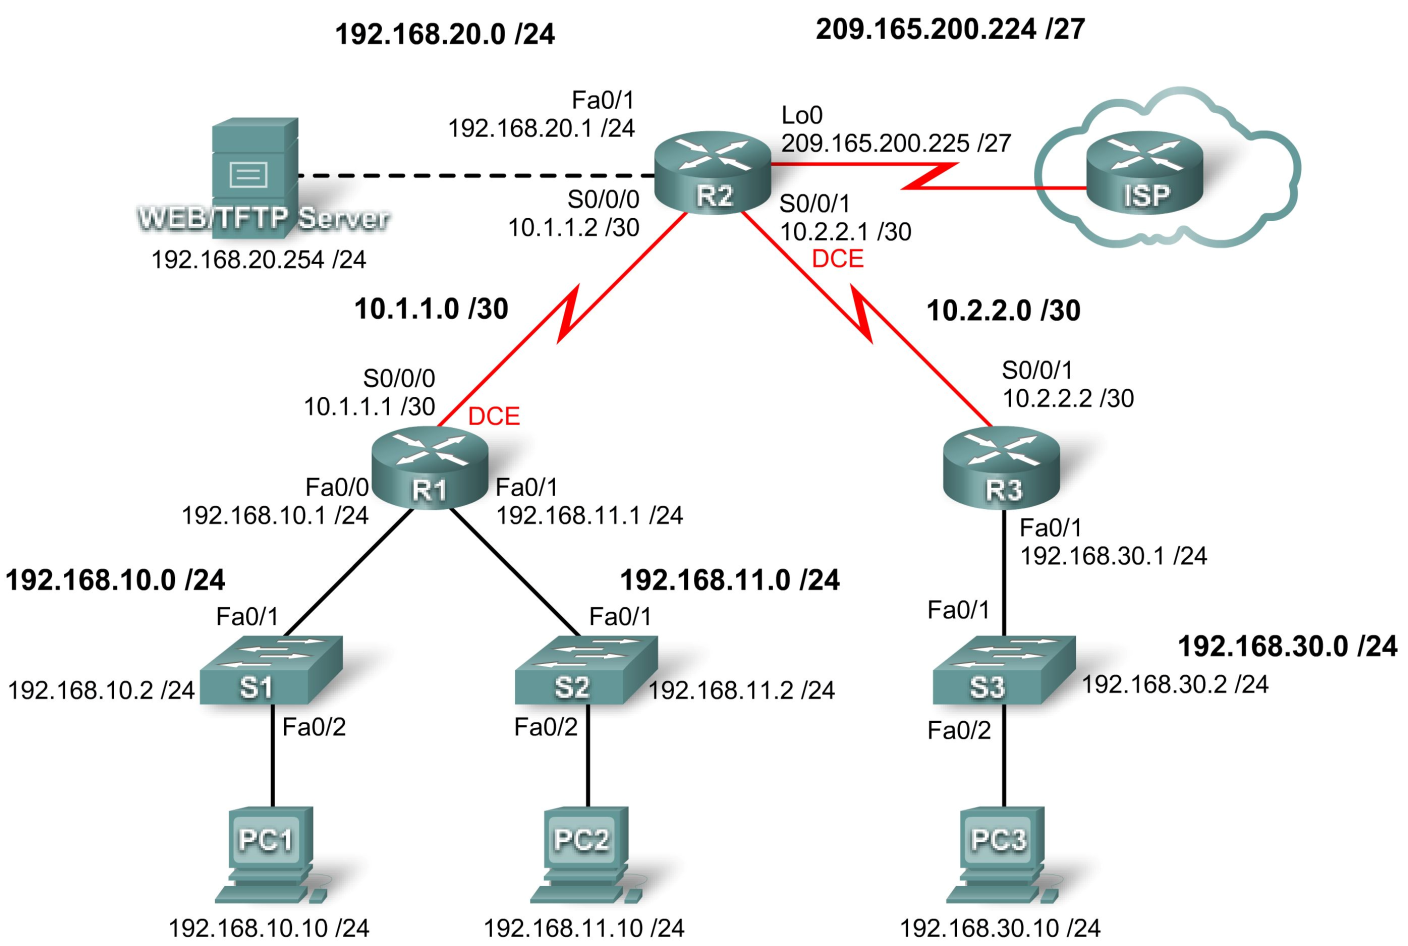 192.168.20.0 /24
209.165.200.224 /27
Fa0/1
192.168.20.1 /24
Lo0
209.165.200.225 /27
R2
ISP
WEB/TFTP Server
192.168.20.254 /24
S0/0/0
10.1.1.2 /30
S0/0/1
10.2.2.1 /30
DCE
10.1.1.0 /30
10.2.2.0 /30
S0/0/0
10.1.1.1 /30
DCE
S0/0/1
10.2.2.2 /30
R1
R3
Fa0/0
192.168.10.1 /24
Fa0/1
192.168.11.1 /24
Fa0/1
192.168.30.1 /24
192.168.10.0 /24
192.168.11.0 /24
Fa0/1
Fa0/1
Fa0/1
192.168.30.0 /24
S1
192.168.10.2 /24
S2
192.168.11.2 /24
S3
192.168.30.2 /24
Fa0/2
Fa0/2
Fa0/2
PC1
PC2
PC3
192.168.10.10 /24
192.168.11.10 /24
192.168.30.10 /24